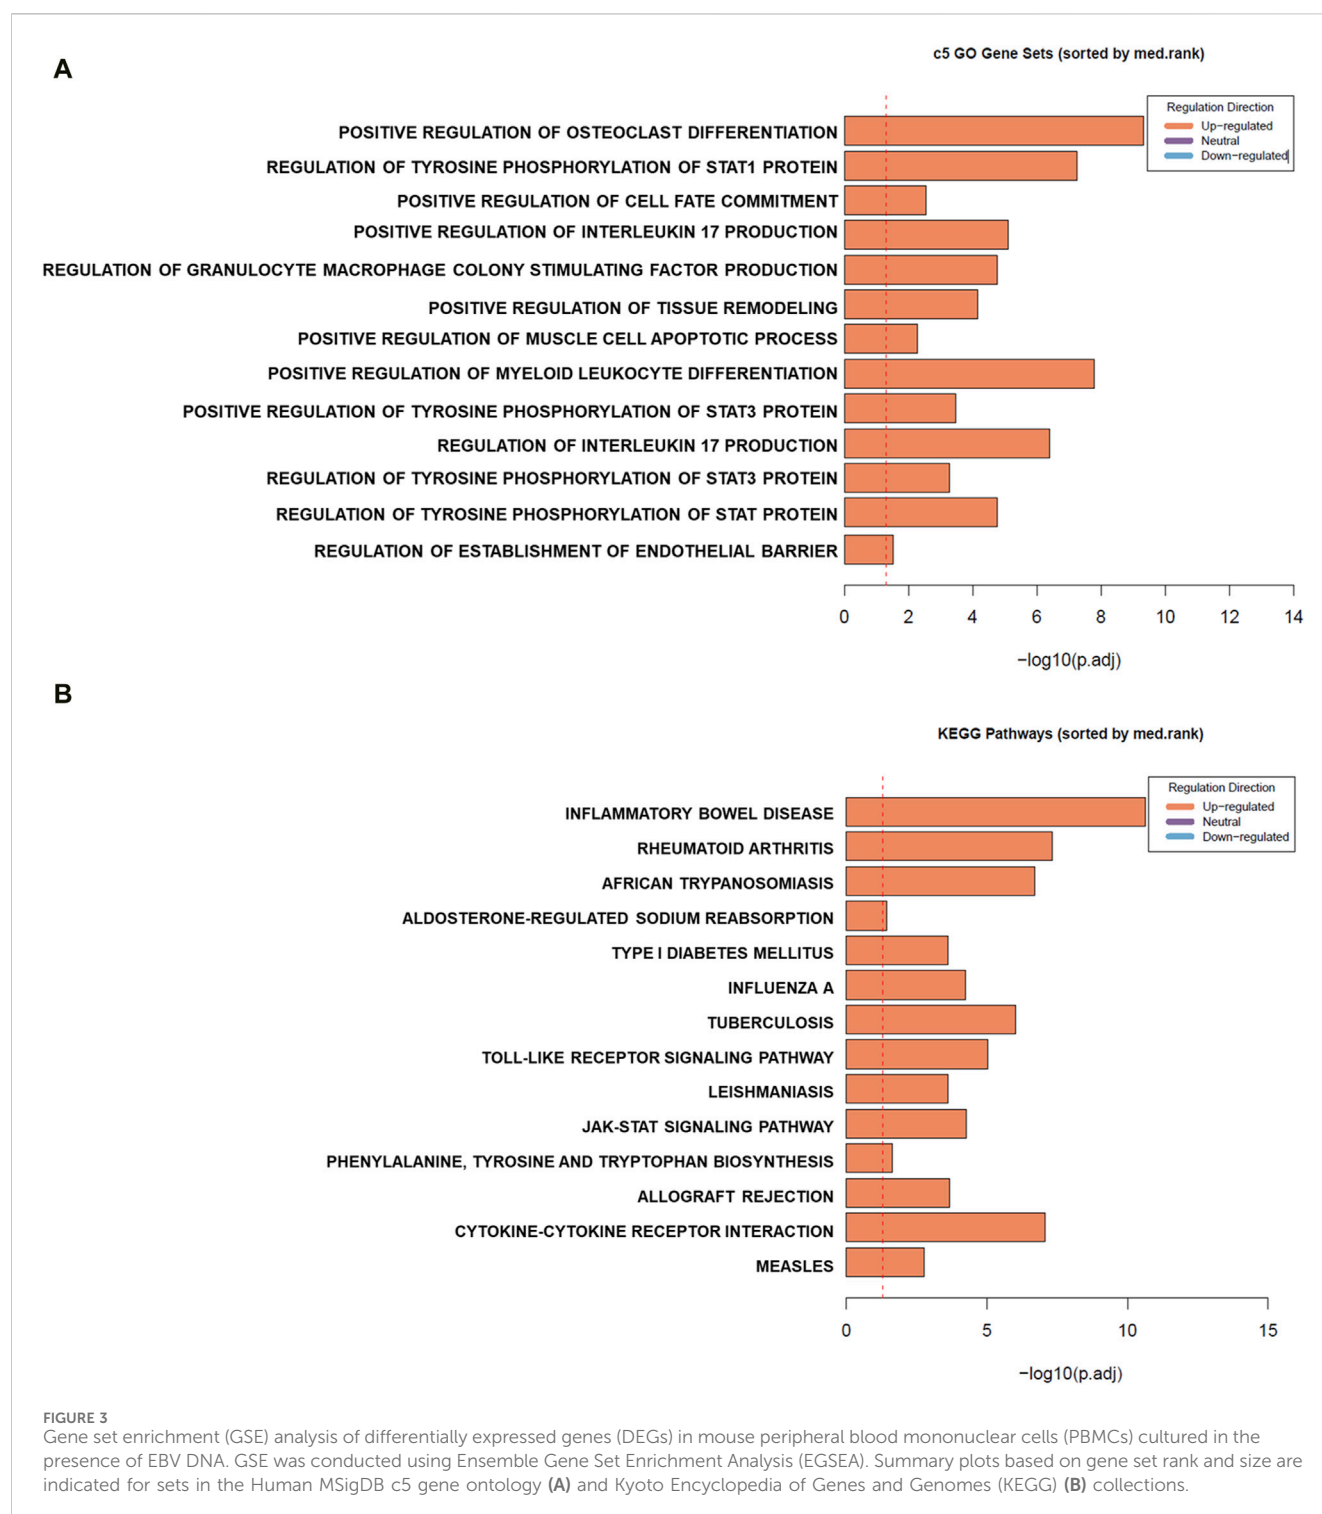 A
c5 GO Gene Sets (sorted by med.rank)
Regulation Direction
Up-regulated
Neutral
Down-regulated
POSITIVE REGULATION OF OSTEOCLAST DIFFERENTIATION
REGULATION OF TYROSINE PHOSPHORYLATION OF STAT1 PROTEIN
POSITIVE REGULATION OF CELL FATE COMMITMENT
POSITIVE REGULATION OF INTERLEUKIN 17 PRODUCTION
REGULATION OF GRANULOCYTE MACROPHAGE COLONY STIMULATING FACTOR PRODUCTION
POSITIVE REGULATION OF TISSUE REMODELING
POSITIVE REGULATION OF MUSCLE CELL APOPTOTIC PROCESS
POSITIVE REGULATION OF MYELOID LEUKOCYTE DIFFERENTIATION
POSITIVE REGULATION OF TYROSINE PHOSPHORYLATION OF STAT3 PROTEIN
REGULATION OF INTERLEUKIN 17 PRODUCTION
REGULATION OF TYROSINE PHOSPHORYLATION OF STAT3 PROTEIN
REGULATION OF TYROSINE PHOSPHORYLATION OF STAT PROTEIN
REGULATION OF ESTABLISHMENT OF ENDOTHELIAL BARRIER
0 2 4 6 8 10 12 14
−log10(p.adj)
B
KEGG Pathways (sorted by med.rank)
Regulation Direction
Up-regulated
Neutral
Down-regulated
INFLAMMATORY BOWEL DISEASE
RHEUMATOID ARTHRITIS
AFRICAN TRYPANOSOMIASIS
ALDOSTERONE-REGULATED SODIUM REABSORPTION
TYPE I DIABETES MELLITUS
INFLUENZA A
TUBERCULOSIS
TOLL-LIKE RECEPTOR SIGNALING PATHWAY
LEISHMANIASIS
JAK-STAT SIGNALING PATHWAY
PHENYLALANINE, TYROSINE AND TRYPTOPHAN BIOSYNTHESIS
ALLOGRAFT REJECTION
CYTOKINE-CYTOKINE RECEPTOR INTERACTION
MEASLES
0 5 10 15
−log10(p.adj)
FIGURE 3
Gene set enrichment (GSE) analysis of differentially expressed genes (DEGs) in mouse peripheral blood mononuclear cells (PBMCs) cultured in the
presence of EBV DNA. GSE was conducted using Ensemble Gene Set Enrichment Analysis (EGSEA). Summary plots based on gene set rank and size are
indicated for sets in the Human MSigDB c5 gene ontology (A) and Kyoto Encyclopedia of Genes and Genomes (KEGG) (B) collections.